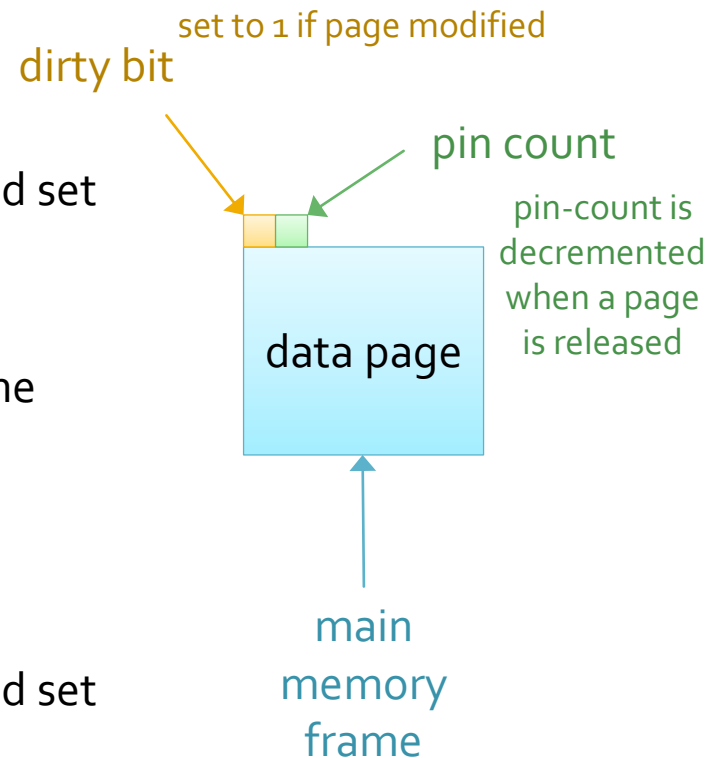 set to 1 if page modified
dirty bit
pin count
d set
pin-count is
decremented
when a page
is released
data page
ne
main
memory
d set
frame